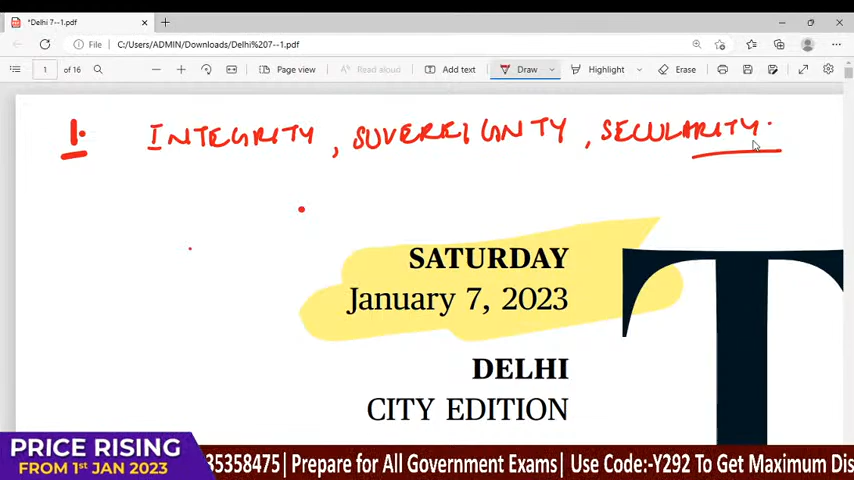 *Delhi 7--1.pdf
File C:/Users/ADMIN/Downloads/Delhi%207--1.pdf
1 of 16 Page view Read aloud Add text Draw Highlight Erase
1. INTEGRITY, SUVEREIGNTY, SECULARITY.
SATURDAY
January 7, 2023
T
DELHI
CITY EDITION
PRICE RISING
FROM 1st JAN 2023
35358475| Prepare for All Government Exams| Use Code:-Y292 To Get Maximum Dis